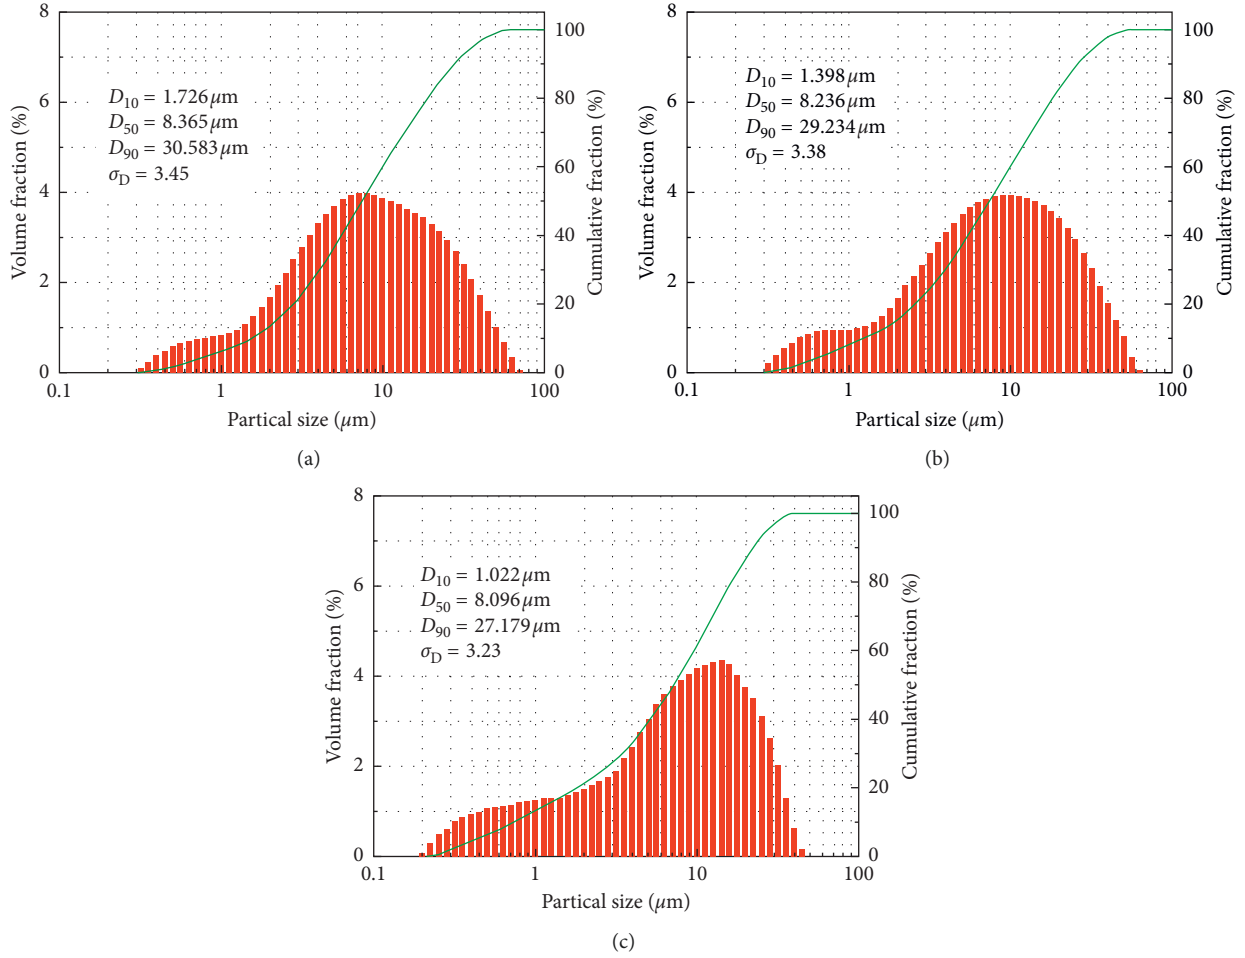 8
6
4
2
0
Volume fraction (%)
D10 = 1.726 μm
D50 = 8.365 μm
D90 = 30.583 μm
σD = 3.45
100
80
60
40
20
0
Cumulative fraction (%)
0.1
1
10
100
Partical size (μm)
(a)
8
6
4
2
0
Volume fraction (%)
D10 = 1.398 μm
D50 = 8.236 μm
D90 = 29.234 μm
σD = 3.38
100
80
60
40
20
0
Cumulative fraction (%)
0.1
1
10
100
Partical size (μm)
(b)
8
6
4
2
0
Volume fraction (%)
D10 = 1.022 μm
D50 = 8.096 μm
D90 = 27.179 μm
σD = 3.23
100
80
60
40
20
0
Cumulative fraction (%)
0.1
1
10
100
Partical size (μm)
(c)